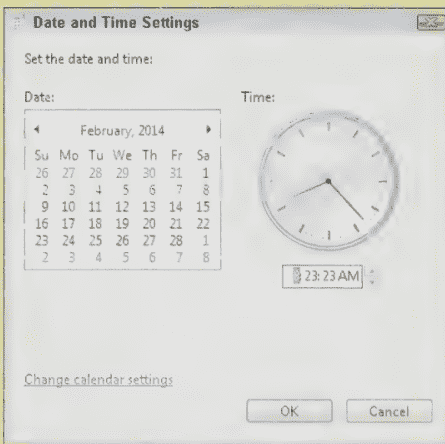 Date and Time Settings
Set the date and time:
Date:
Time:
February, 2014
Su Mo Tu We Th Fr Sa
26 27 28 29 30 31 1
2 3 4 5 6 7 8
9 10 11 12 13 14 15
16 17 18 19 20 21 22
23 24 25 26 27 28 1
2 3 4 5 6 7 8
23:23 AM
Change calendar settings
OK
Cancel